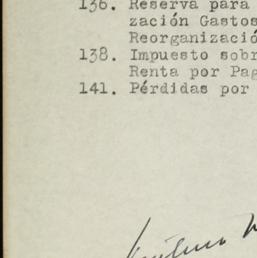 136. Reserva para
zación Gastos
Reorganizació
138. Impuesto sobr
Renta por Pag
141. Pérdidas por